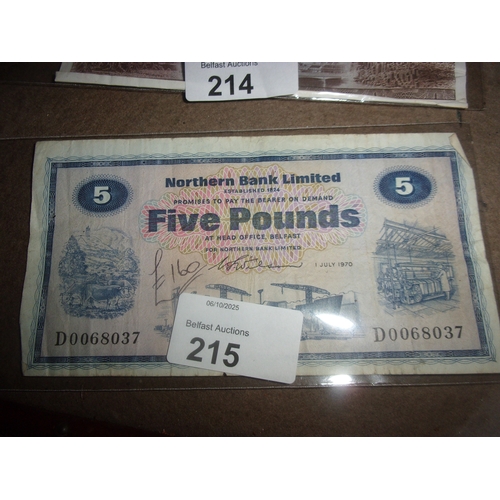 Belfast Auctions
214
Northern Bank Limited
ESTABLISHED 1824
PROMISES TO PAY THE BEARER ON DEMAND
5
5
Five Pounds
AT HEAD OFFICE, BELFAST
FOR NORTHERN BANK LIMITED
£160
1 JULY 1970
06/10/2025
Belfast Auctions
215
D0068037
D0068037